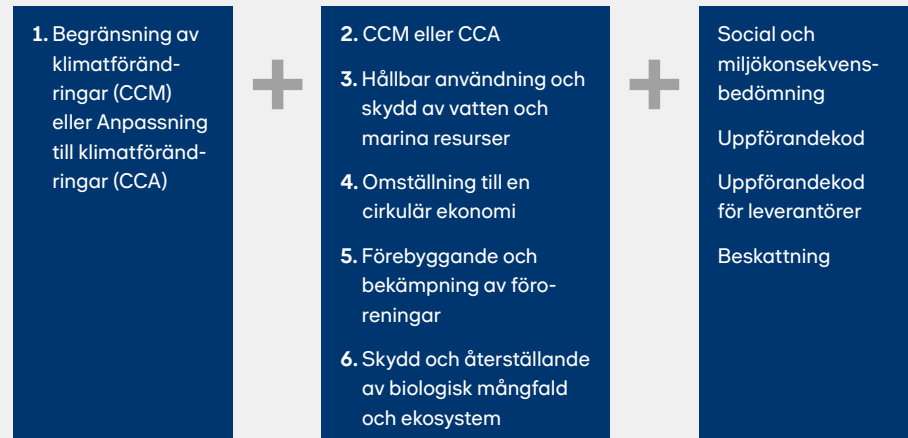 1. Begränsning av
klimatföränd-
ringar (CCM)
eller Anpassning
till klimatföränd-
ringar (CCA)
2. CCM eller CCA
3. Hållbar användning och
skydd av vatten och
marina resurser
4. Omställning till en
cirkulär ekonomi
5. Förebyggande och
bekämpning av föro-
reningar
6. Skydd och återställande
av biologisk mångfald
och ekosystem
Social och
miljökonsekvens-
bedömning
Uppförandekod
Uppförandekod
för leverantörer
Beskattning